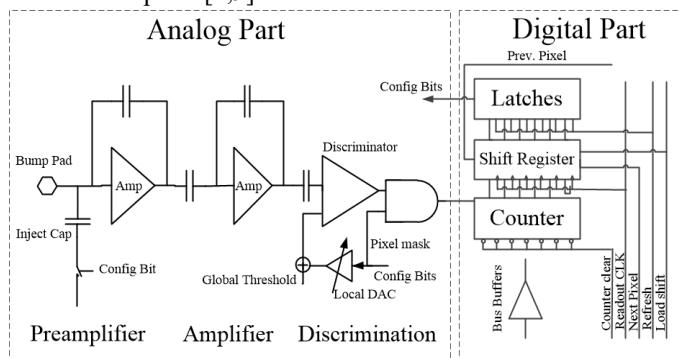 Analog Part
Digital Part
Prev. Pixel
Config Bits
Latches
Bump Pad
Amp
Amp
Discriminator
Shift Register
Inject Cap
Counter
Pixel mask
Config Bit
Global Threshold
Config Bits
Local DAC
Bus Buffers
Counter clear
Readout CLK
Next Pixel
Refresh
Load shift
Preamplifier
Amplifier
Discrimination